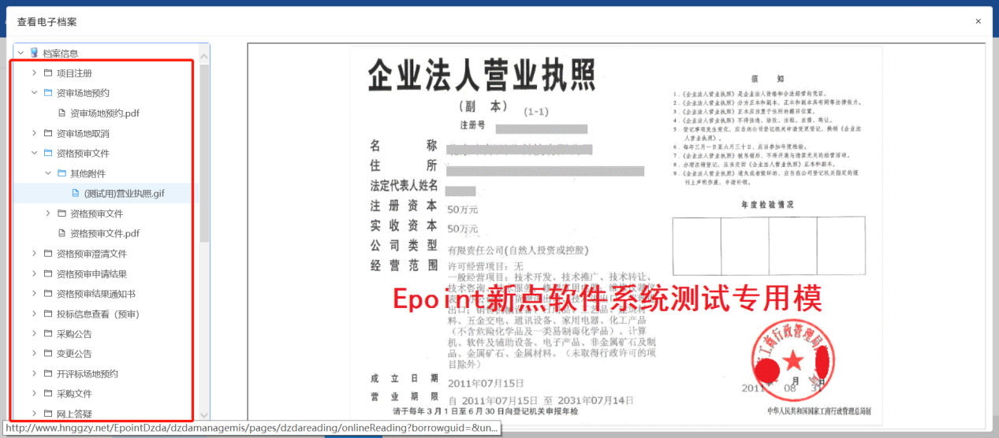 查看电子档案
×
档案信息
项目注册
资审场地预约
资审场地预约.pdf
资审场地取消
资格预审文件
其他附件
(测试用)营业执照.gif
资格预审文件
资格预审文件.pdf
资格预审澄清文件
资格预审申请结果
资格预审结果通知书
投标信息查看（预审）
采购公告
变更公告
开评标场地预约
采购文件
网上答疑
http://www.hnggzy.net/EpointDzda/dzdamanagemis/pages/dzdareading/onlineReading?borrowguid=&un...
企业法人营业执照
（副 本）
(1-1)
注册号
名 称
住 所
法定代表人姓名
注 册 资 本 50万元
实 收 资 本 50万元
公 司 类 型 有限责任公司(自然人投资或控股)
经 营 范 围 许可经营项目：无
一般经营项目：技术开发、技术推广、技术转让、
Epoint新点软件系统测试专用模
料、五金交电、通讯设备、家用电器、化工产品
（不含危险化学品及一类易制毒化学品）、计算
机、软件及辅助设备、电子产品、非金属矿石及制
品、金属矿石、金属材料。（未取得行政许可的项
目除外）
成 立 日 期 2011年07月15日
营 业 期 限 自 2011年07月15日 至 2031年07月14日
请于每年3月1日至6月30日向登记机关申报年检
须 知
1．《企业法人营业执照》是企业法人资格和合法经营的凭证。
2．《企业法人营业执照》分为正本和副本，正本和副本具有同等法律效力。
3．《企业法人营业执照》正本应当置于住所的醒目位置。
4．《企业法人营业执照》不得伪造、涂改、出租、出借、转让。
5．登记事项发生变化，应当向公司登记机关申请变更登记，换领《企业法
人营业执照》。
6．每年三月一日至六月三十日，应当参加年度检验。
7．《企业法人营业执照》被吊销后，不得开展与清算无关的经营活动。
8．办理注销登记，应当交回《企业法人营业执照》正本和副本。
9．《企业法人营业执照》遗失或者毁坏的，应当在公司登记机关指定的报
刊上声明作废，申请补领。
年度检验情况
工商行政管理局
2011 月 08 31
中华人民共和国国家工商行政管理总局制